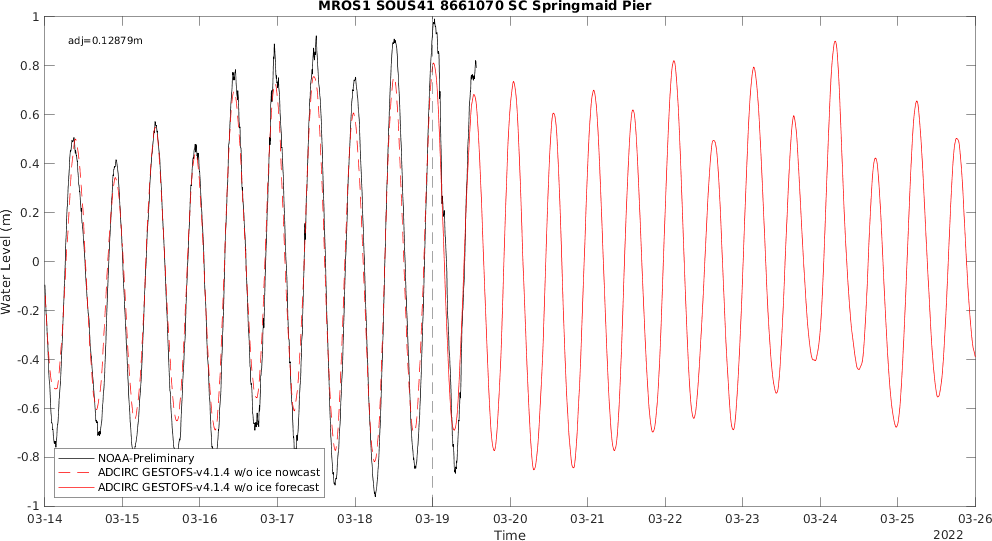 MROS1 SOUS41 8661070 SC Springmaid Pier
adj=0.12879m
Water Level (m)
1
0.8
0.6
0.4
0.2
0
-0.2
-0.4
-0.6
-0.8
-1
NOAA-Preliminary
ADCIRC GESTOFS-v4.1.4 w/o ice nowcast
ADCIRC GESTOFS-v4.1.4 w/o ice forecast
03-14 03-15 03-16 03-17 03-18 03-19 03-20 03-21 03-22 03-23 03-24 03-25 03-26
Time
2022